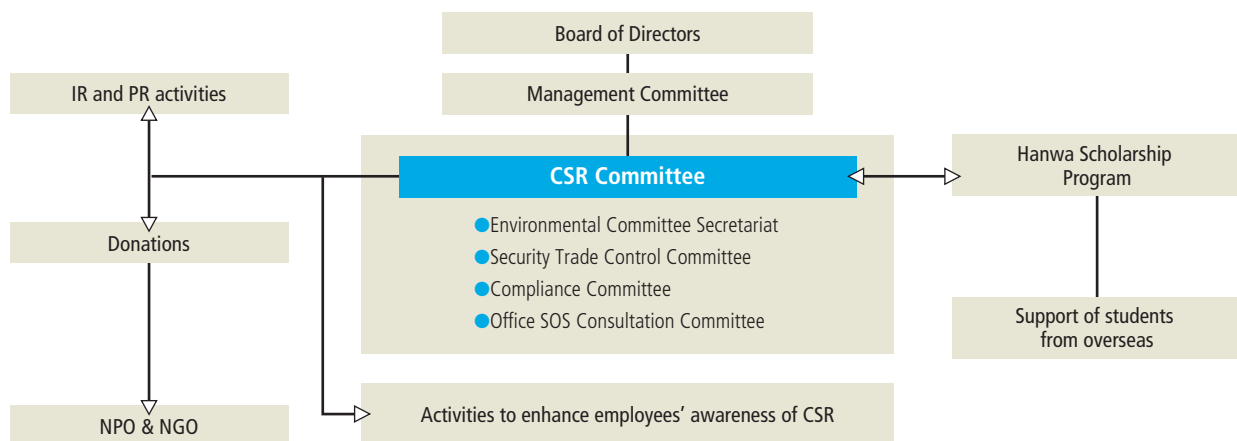 Board of Directors
IR and PR activities
Management Committee
CSR Committee
Hanwa Scholarship
Program
●Environmental Committee Secretariat
●Security Trade Control Committee
●Compliance Committee
●Office SOS Consultation Committee
Donations
Support of students
from overseas
NPO & NGO
Activities to enhance employees’ awareness of CSR